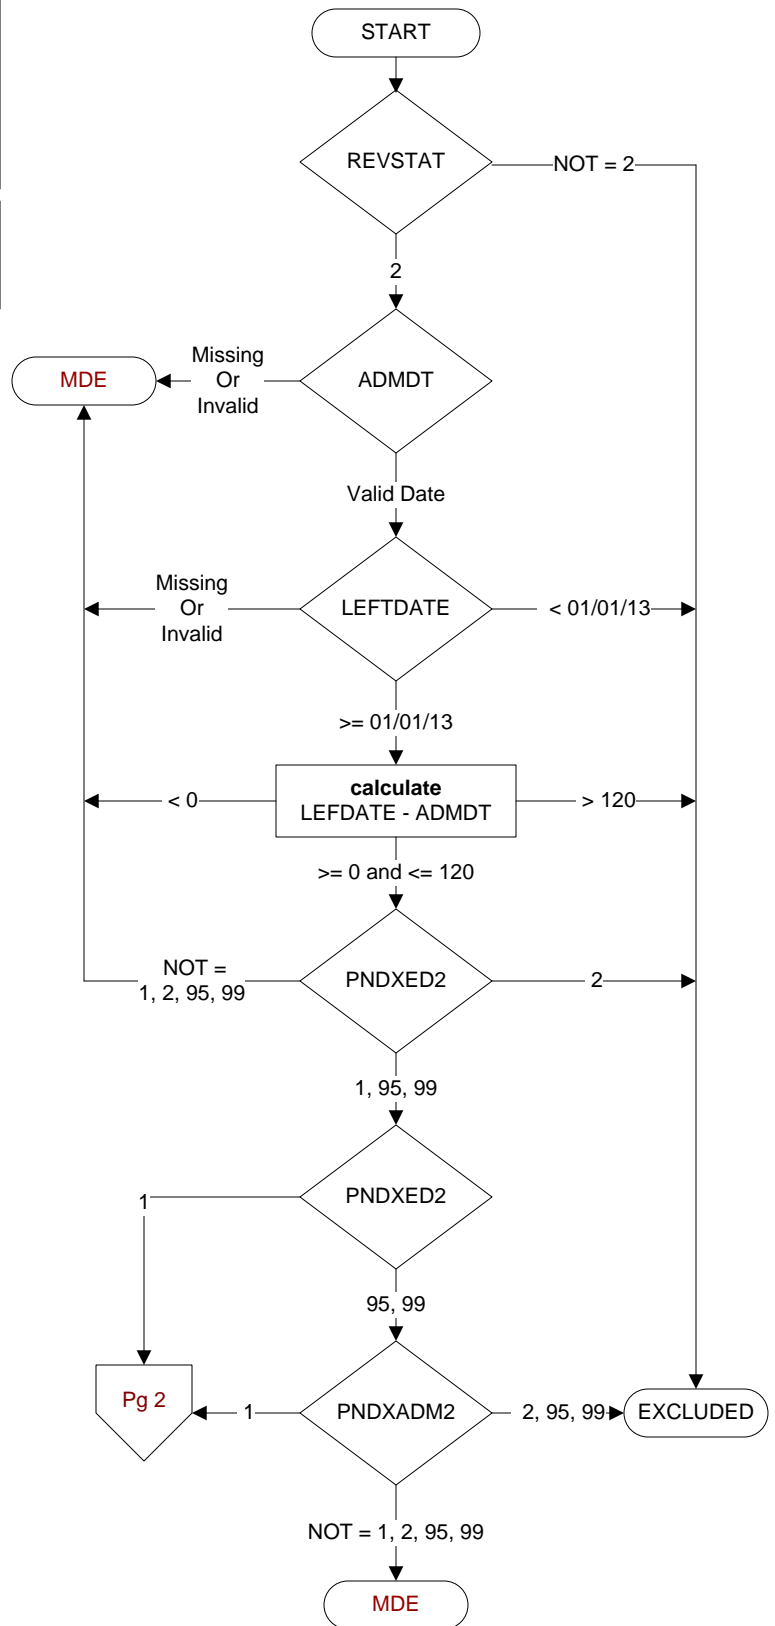 START
REVSTAT
NOT = 2
2
Missing
Or
Invalid
MDE
ADMDT
Valid Date
Missing
Or
Invalid
LEFTDATE
< 01/01/13
>= 01/01/13
calculate
LEFDATE - ADMDT
< 0
> 120
>= 0 and <= 120
NOT =
1, 2, 95, 99
PNDXED2
2
1, 95, 99
PNDXED2
1
95, 99
Pg 2
1
PNDXADM2
2, 95, 99
EXCLUDED
NOT = 1, 2, 95, 99
MDE